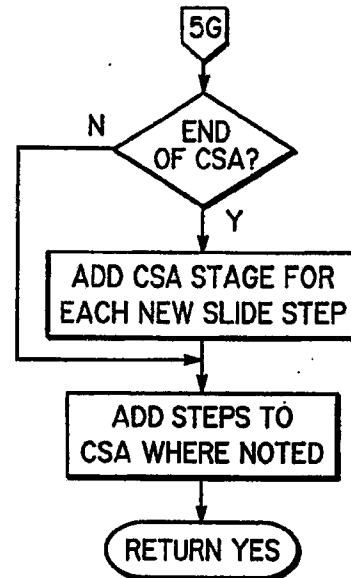 5G
N
END
OF CSA?
Y
ADD CSA STAGE FOR
EACH NEW SLIDE STEP
ADD STEPS TO
CSA WHERE NOTED
RETURN YES